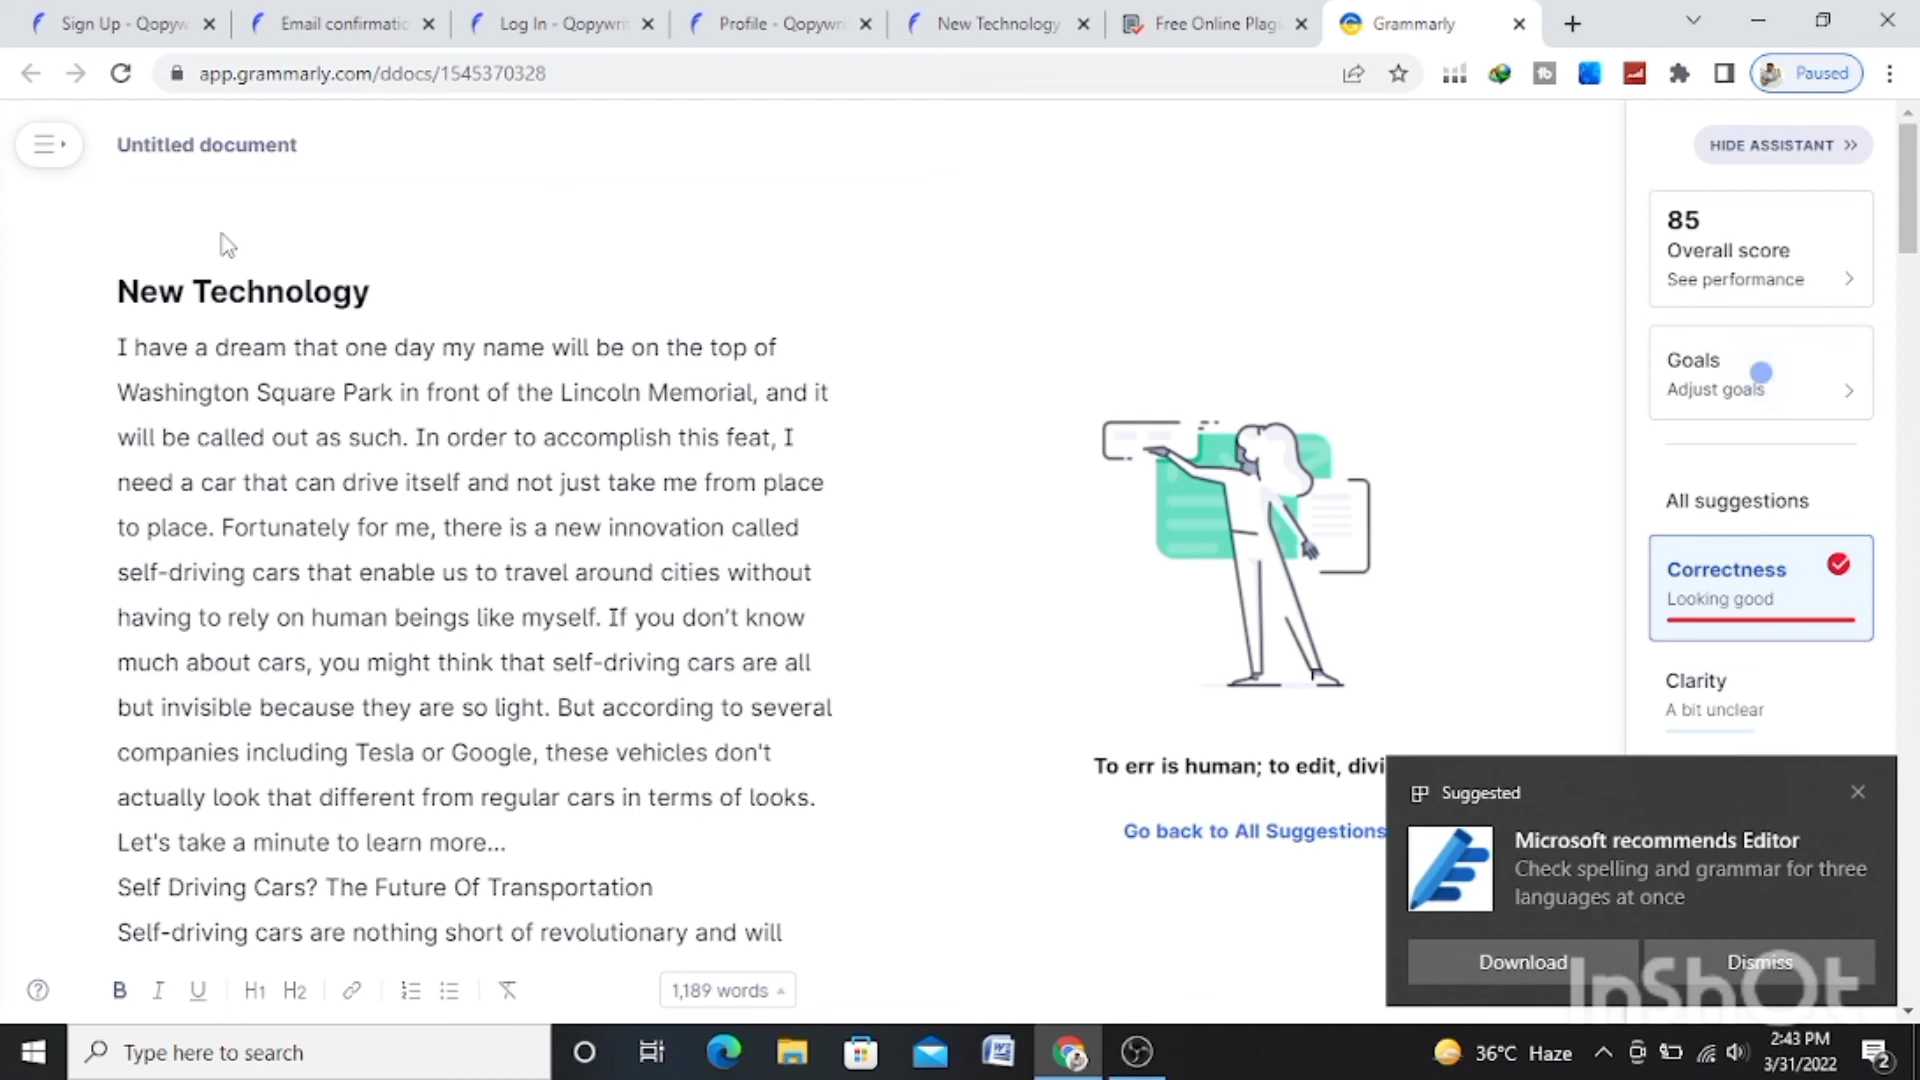 Sign Up - Qopyw
Email confirmatio
Log In - Qopywri
Profile - Qopywri
New Technology
Free Online Plagi
Grammarly
app.grammarly.com/ddocs/1545370328
Paused
Untitled document
HIDE ASSISTANT
New Technology
I have a dream that one day my name will be on the top of
Washington Square Park in front of the Lincoln Memorial, and it
will be called out as such. In order to accomplish this feat, I
need a car that can drive itself and not just take me from place
to place. Fortunately for me, there is a new innovation called
self-driving cars that enable us to travel around cities without
having to rely on human beings like myself. If you don’t know
much about cars, you might think that self-driving cars are all
but invisible because they are so light. But according to several
companies including Tesla or Google, these vehicles don't
actually look that different from regular cars in terms of looks.
Let's take a minute to learn more...
Self Driving Cars? The Future Of Transportation
Self-driving cars are nothing short of revolutionary and will
To err is human; to edit, divi
Go back to All Suggestions
85
Overall score
See performance
Goals
Adjust goals
All suggestions
Correctness
Looking good
Clarity
A bit unclear
Suggested
Microsoft recommends Editor
Check spelling and grammar for three
languages at once
Download
Dismiss
InShOt
B I U H1 H2
1,189 words
Type here to search
36°C Haze
2:43 PM
3/31/2022
2